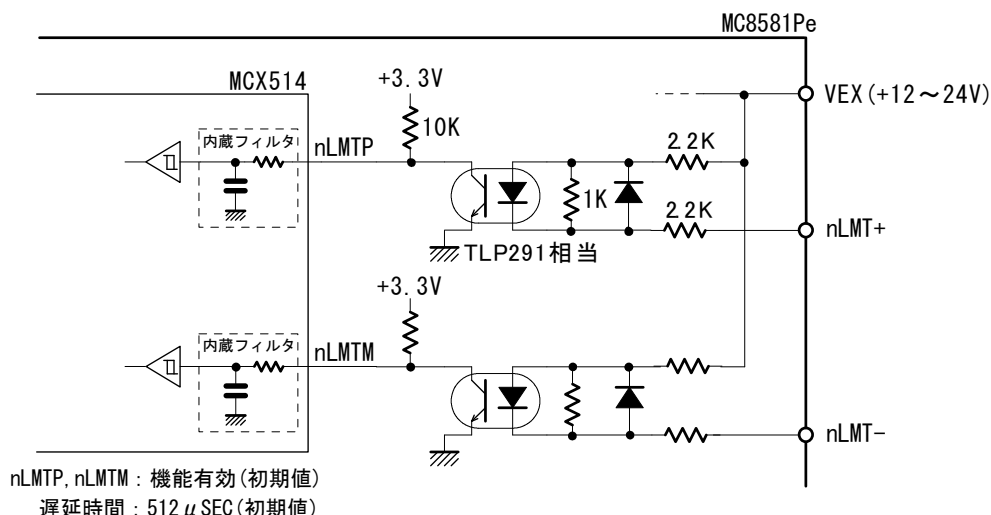 MC8581Pe
MCX514
+3.3V
VEX(+12～24V)
内蔵フィルタ
nLMTP
10K
2.2K
1K
2.2K
nLMT+
TLP291相当
+3.3V
内蔵フィルタ
nLMTM
nLMT-
nLMTP, nLMTM : 機能有効(初期値)
遅延時間 : 512μSEC(初期値)